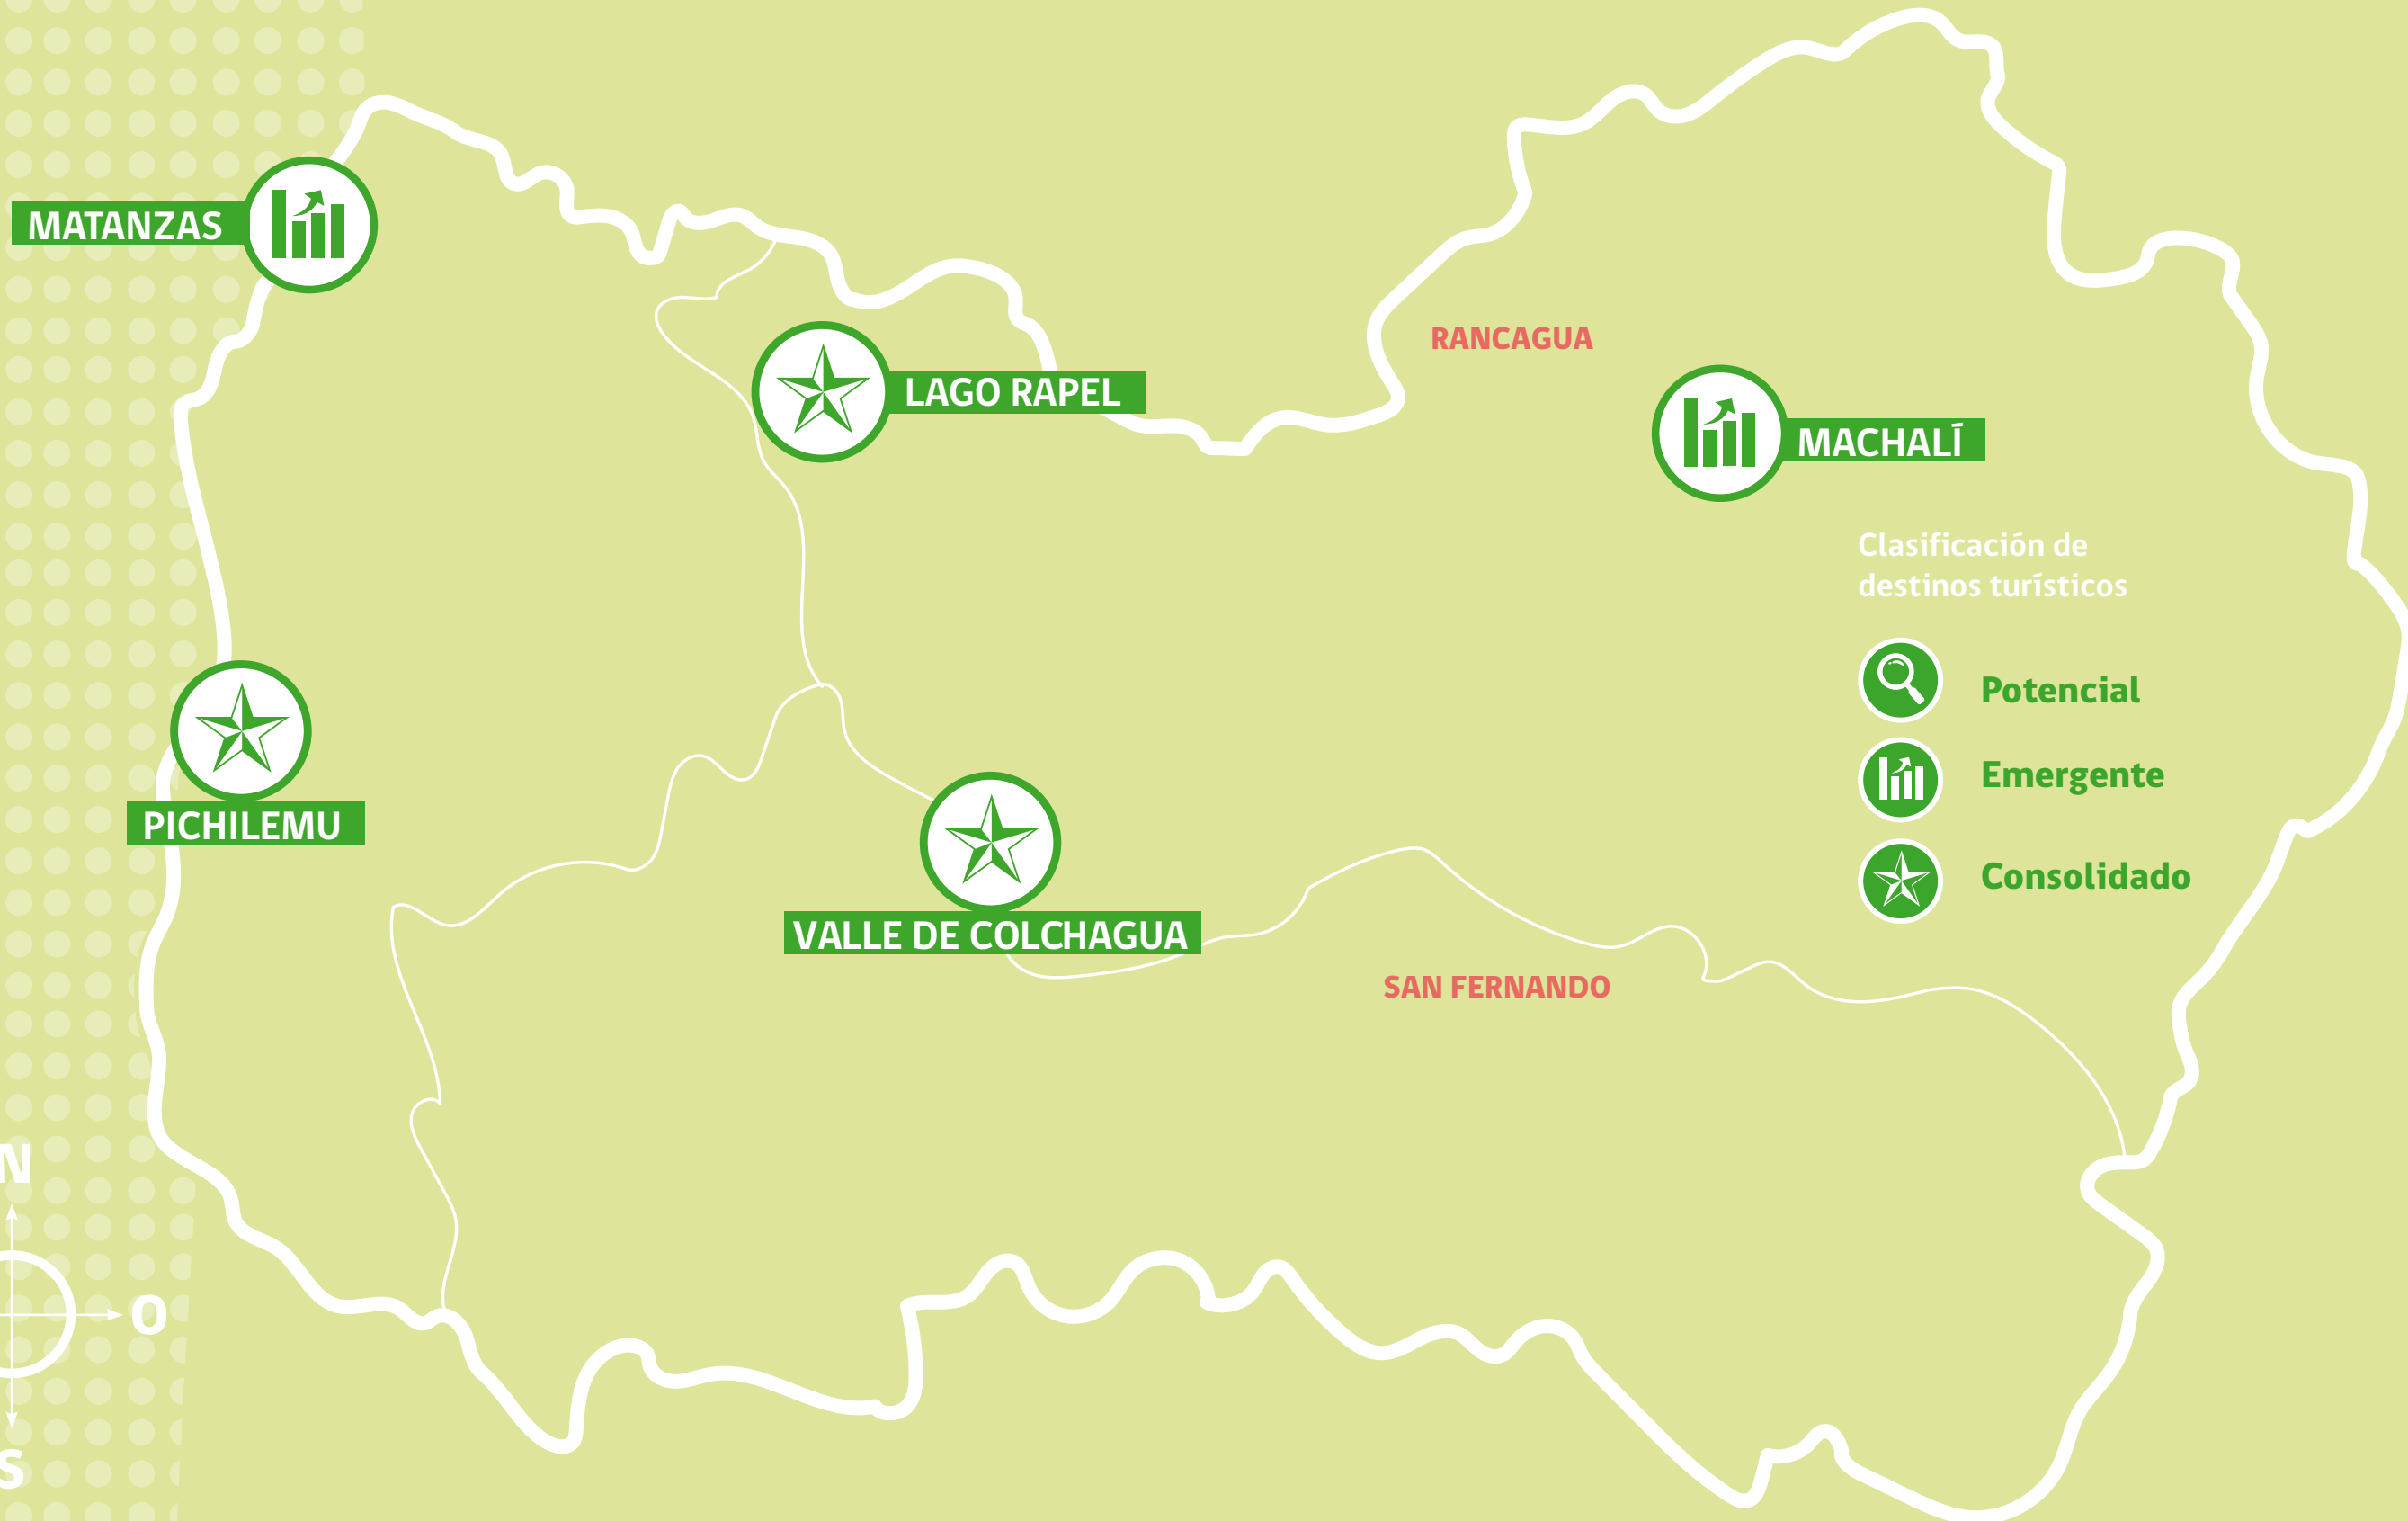 MATANZAS
RANCAGUA
LAGO RAPEL
MACHALÍ
Clasificación de
destinos turísticos
Potencial
PICHILEMU
Emergente
Consolidado
VALLE DE COLCHAGUA
SAN FERNANDO
N
O
S